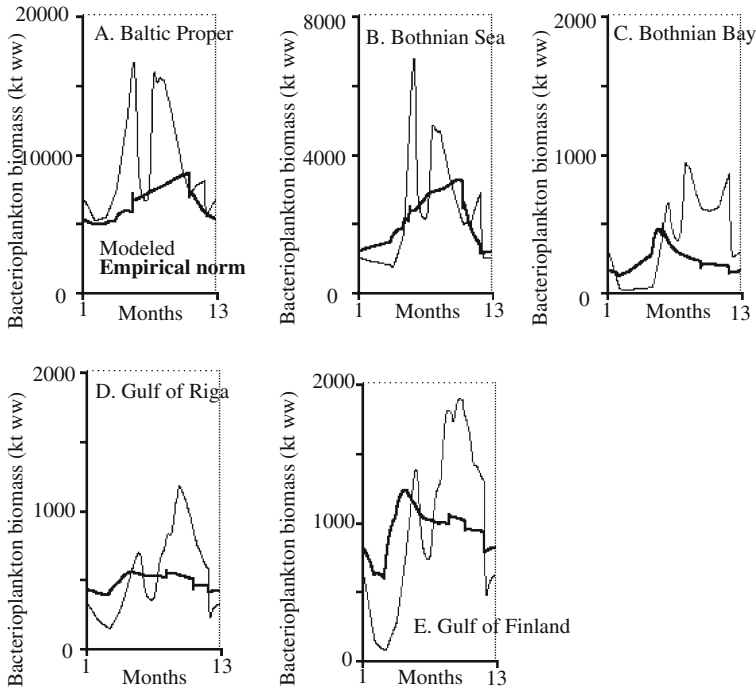 A. Baltic Proper
Bacterioplankton biomass (kt ww)
20000
10000
0
Modeled
Empirical norm
1
Months
13
B. Bothnian Sea
Bacterioplankton biomass (kt ww)
8000
4000
0
1
Months
13
C. Bothnian Bay
Bacterioplankton biomass (kt ww)
2000
1000
0
1
Months
13
D. Gulf of Riga
Bacterioplankton biomass (kt ww)
2000
1000
0
1
Months
13
E. Gulf of Finland
Bacterioplankton biomass (kt ww)
2000
1000
0
1
Months
13